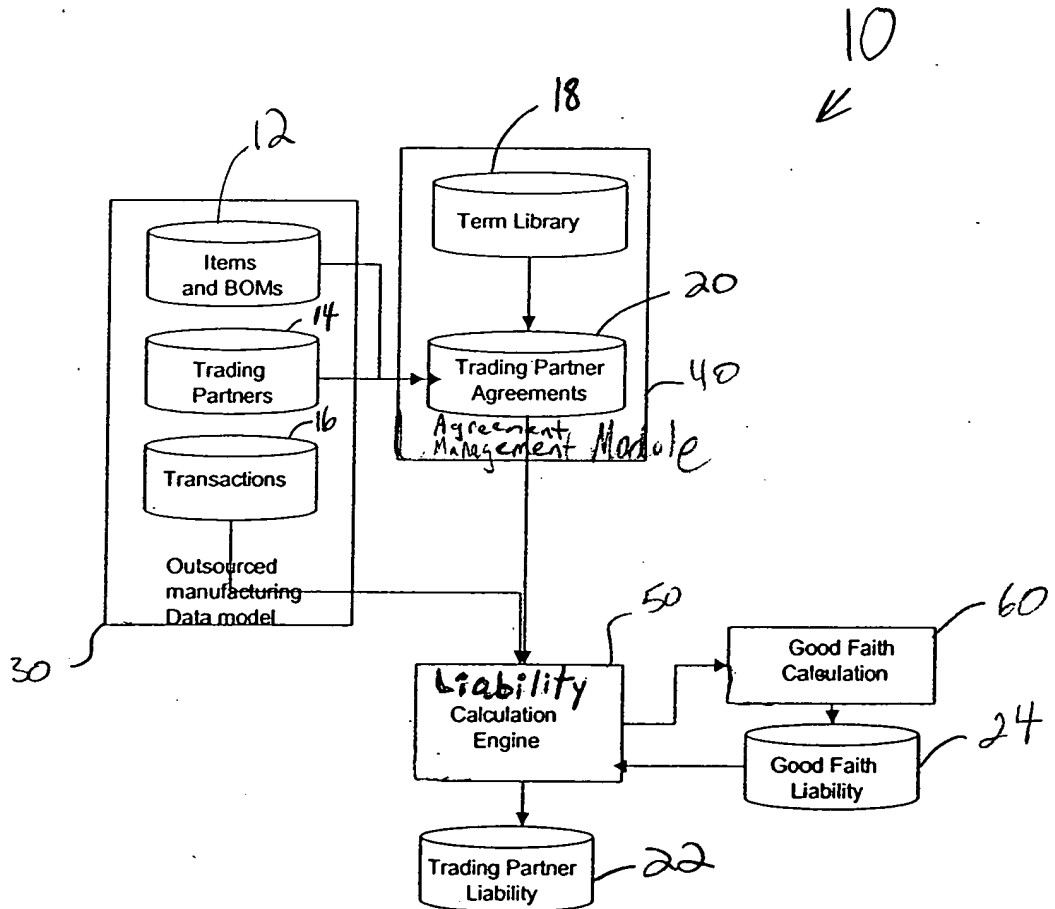 10
18
12
Term Library
Items
and BOMs
20
14
Trading
Partners
Trading Partner
Agreements
40
16
Agreement
Management Module
Transactions
Outsourced
manufacturing
Data model
30
50
60
Liability
Calculation
Engine
Good Faith
Calculation
24
Good Faith
Liability
Trading Partner
Liability
22